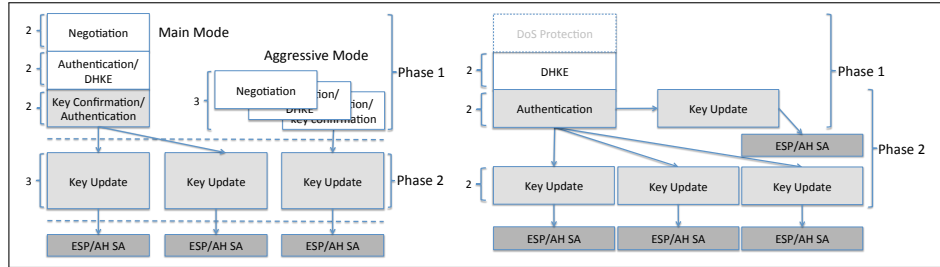 2
Negotiation
Main Mode
2
Authentication/
DHKE
2
Key Confirmation/
Authentication
Aggressive Mode
3
Negotiation
DHKE
on/
on/
key confirmation
Phase 1
3
Key Update
Key Update
Key Update
Phase 2
ESP/AH SA
ESP/AH SA
ESP/AH SA
DoS Protection
2
DHKE
2
Authentication
Key Update
Phase 1
ESP/AH SA
Phase 2
2
Key Update
Key Update
Key Update
ESP/AH SA
ESP/AH SA
ESP/AH SA